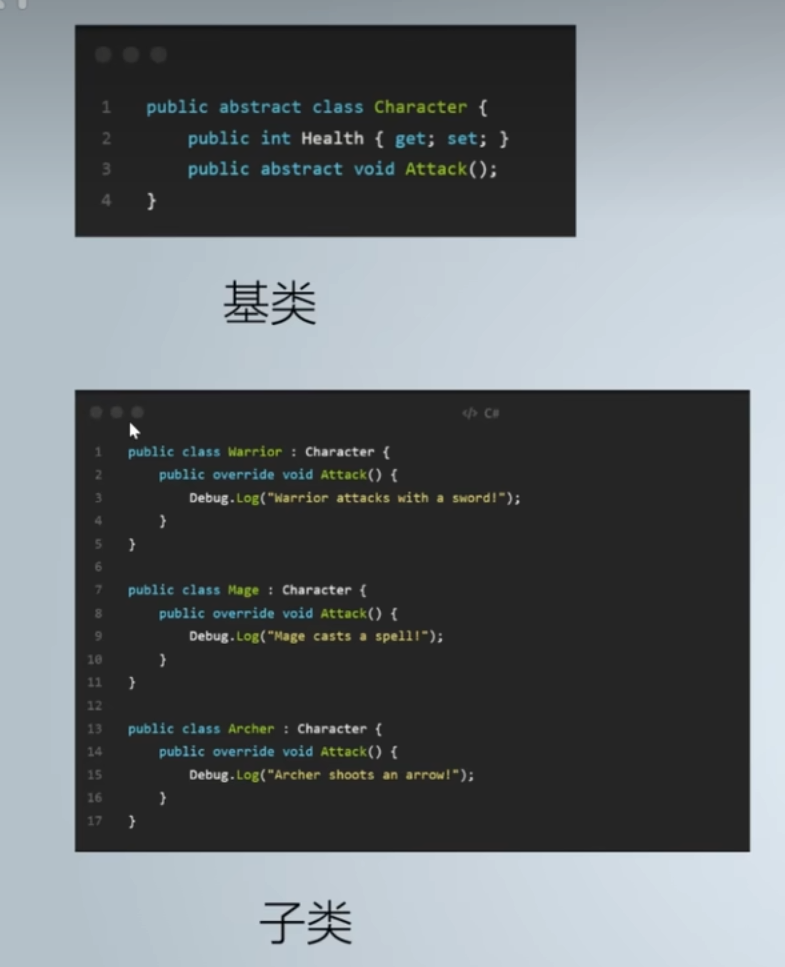 1 public abstract class Character {
2 public int Health { get; set; }
3 public abstract void Attack();
4 }
基类
</> C#
1 public class Warrior : Character {
2 public override void Attack() {
3 Debug.Log("Warrior attacks with a sword!");
4 }
5 }
6
7 public class Mage : Character {
8 public override void Attack() {
9 Debug.Log("Mage casts a spell!");
10 }
11 }
12
13 public class Archer : Character {
14 public override void Attack() {
15 Debug.Log("Archer shoots an arrow!");
16 }
17 }
子类